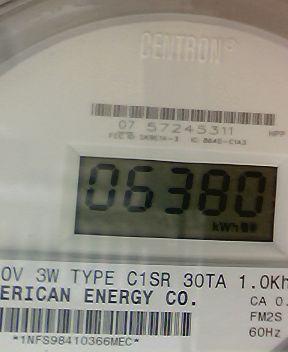 CENTRON®
07 57245311
HPP
06380
kWh
0V 3W TYPE C1SR 30TA 1.0Kh
ERICAN ENERGY CO.
CA 0.
FM2S
60Hz
*1NFS98410366MEC*